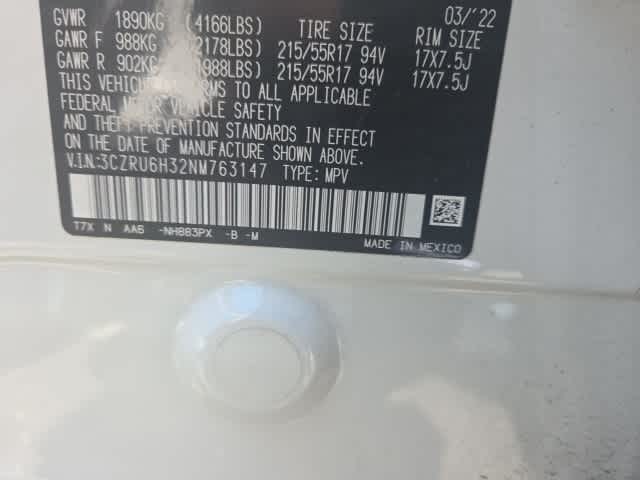 GVWR 1890KG (4166LBS) TIRE SIZE 03/'22
GAWR F 988KG (2178LBS) 215/55R17 94V RIM SIZE 17X7.5J
GAWR R 902KG (1988LBS) 215/55R17 94V 17X7.5J
THIS VEHICLE CONFORMS TO ALL APPLICABLE
FEDERAL MOTOR VEHICLE SAFETY
AND THEFT PREVENTION STANDARDS IN EFFECT
ON THE DATE OF MANUFACTURE SHOWN ABOVE.
V.I.N.:3CZRU6H32NM763147 TYPE: MPV
T7X N AA6 -NH883PX -B -M
MADE IN MEXICO